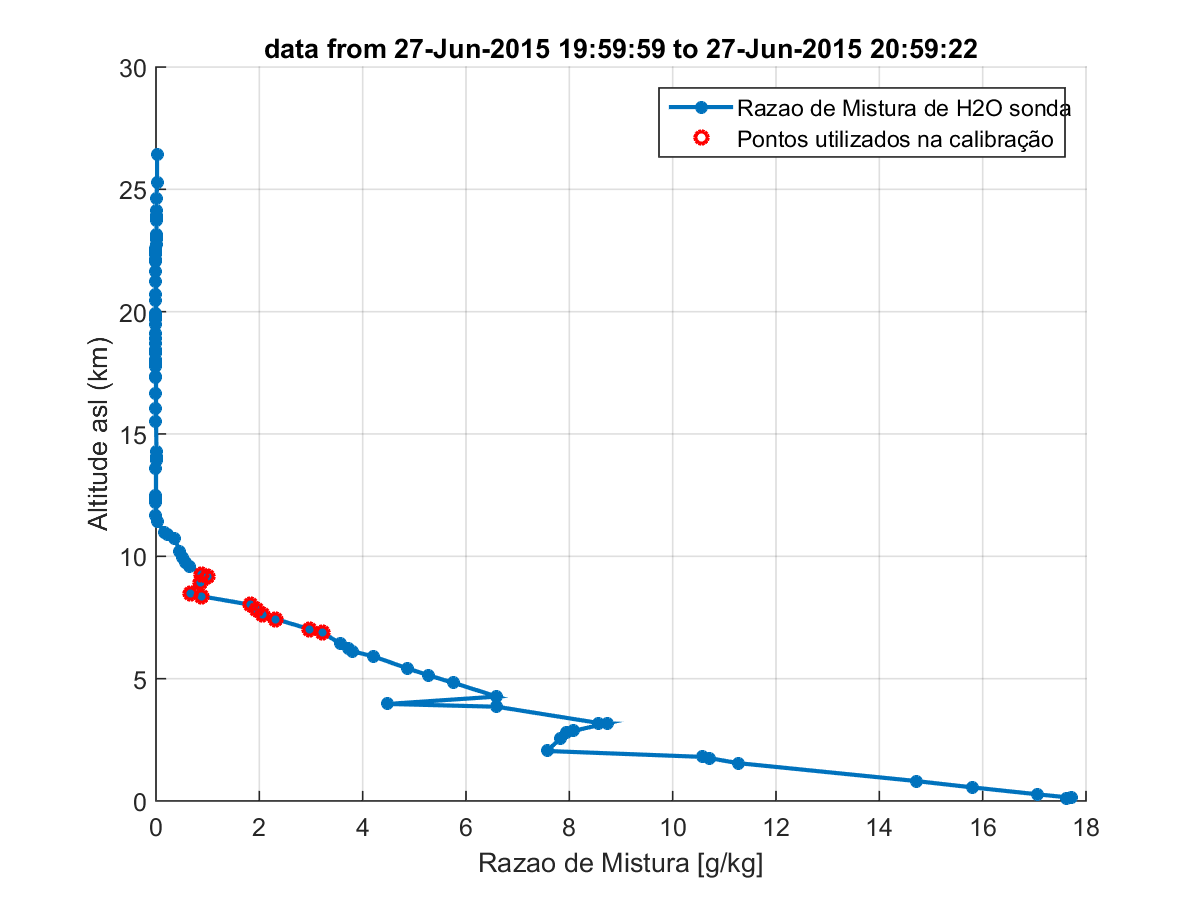 data from 27-Jun-2015 19:59:59 to 27-Jun-2015 20:59:22
Razao de Mistura de H2O sonda
Pontos utilizados na calibração
30
25
20
15
10
5
0
Altitude asl (km)
0 2 4 6 8 10 12 14 16 18
Razao de Mistura [g/kg]